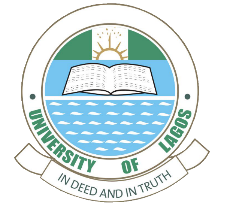 UNIVERSITY OF LAGOS
IN DEED AND IN TRUTH